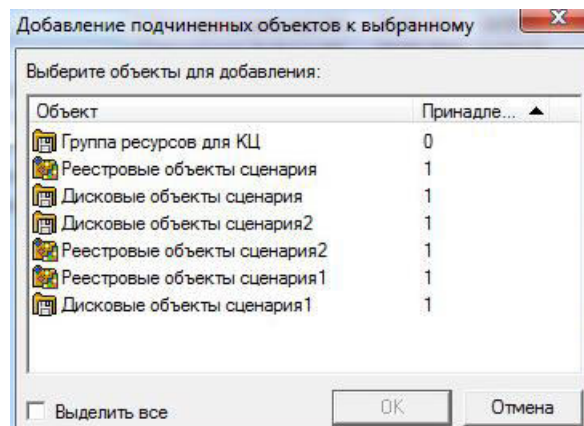 Добавление подчиненных объектов к выбранному
Выберите объекты для добавления:
Объект Принадле...
Группа ресурсов для КЦ 0
Реестровые объекты сценария 1
Дисковые объекты сценария 1
Дисковые объекты сценария2 1
Реестровые объекты сценария2 1
Реестровые объекты сценария1 1
Дисковые объекты сценария1 1
Выделить все OK Отмена